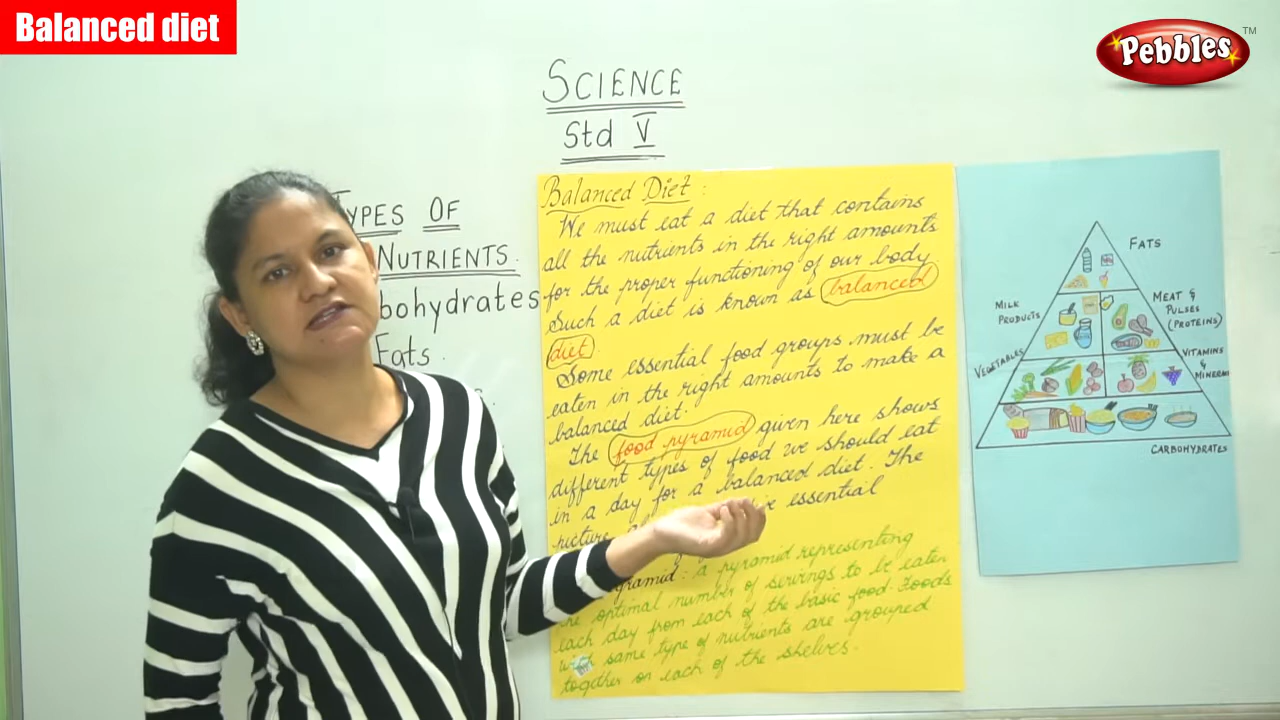 Balanced diet
Pebbles
TM
SCIENCE
Std V
TYPES OF
NUTRIENTS.
bohydrates
Fats.
Balanced Diet:
We must eat a diet that contains
all the nutrients in the right amounts
for the proper functioning of our body.
Such a diet is known as balanced
diet.
Some essential food groups must be
eaten in the right amounts to make a
balanced diet.
The food pyramid given here shows
different types of food we should eat
in a day for a balanced diet. The
picture essential
a pyramid representing
the optimal number of servings to be eaten
each day from each of the basic food. Foods
with same type of nutrients are grouped
together on each of the shelves.
FATS
MILK
PRODUCTS
MEAT &
PULSES
(PROTEINS)
VEGETABLES
VITAMINS
&
MINERAL
CARBOHYDRATES